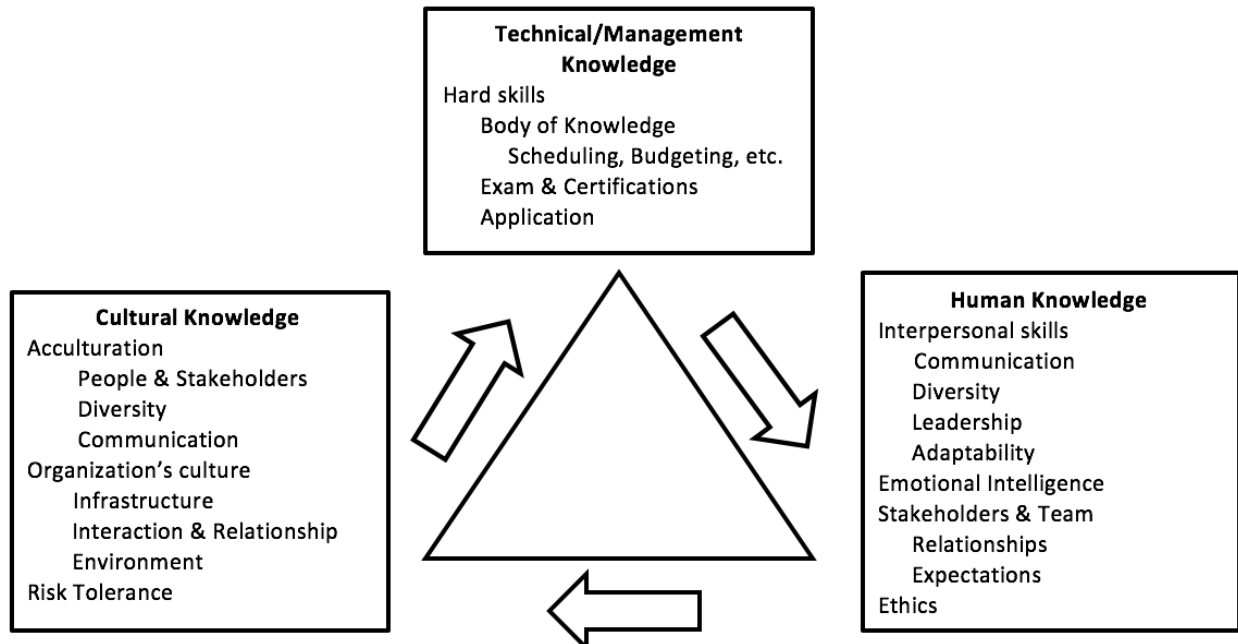 Technical/Management
Knowledge
Hard skills
Body of Knowledge
Scheduling, Budgeting, etc.
Exam & Certifications
Application
Cultural Knowledge
Acculturation
People & Stakeholders
Diversity
Communication
Organization’s culture
Infrastructure
Interaction & Relationship
Environment
Risk Tolerance
Human Knowledge
Interpersonal skills
Communication
Diversity
Leadership
Adaptability
Emotional Intelligence
Stakeholders & Team
Relationships
Expectations
Ethics